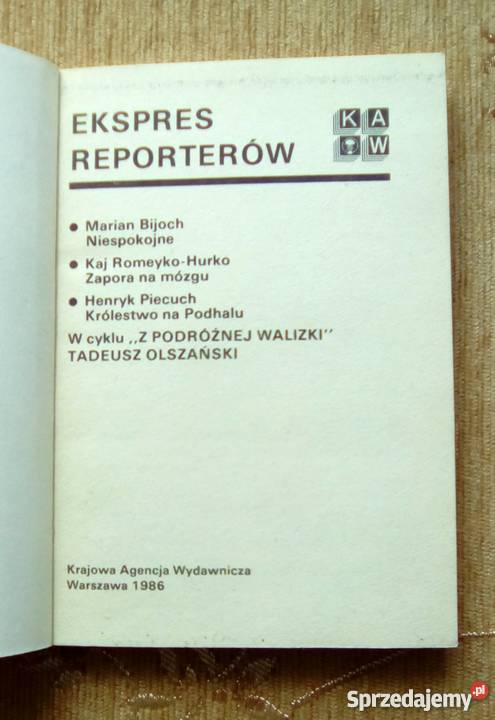 EKSPRES
REPORTERÓW
K A
W
• Marian Bijoch
Niespokojne
• Kaj Romeyko-Hurko
Zapora na mózgu
• Henryk Piecuch
Królestwo na Podhalu
W cyklu ,,Z PODRÓŻNEJ WALIZKI''
TADEUSZ OLSZAŃSKI
Krajowa Agencja Wydawnicza
Warszawa 1986
Sprzedajemy.pl